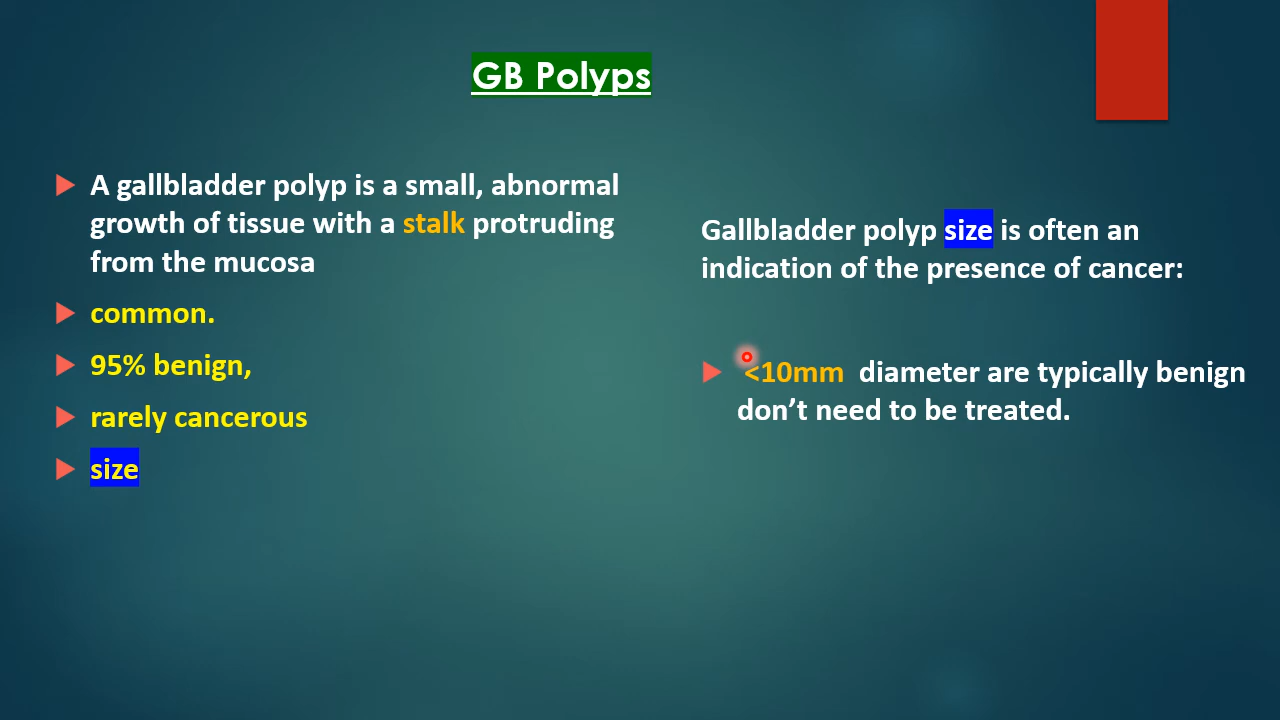 GB Polyps
A gallbladder polyp is a small, abnormal
growth of tissue with a stalk protruding
from the mucosa
common.
95% benign,
rarely cancerous
size
Gallbladder polyp size is often an
indication of the presence of cancer:
<10mm diameter are typically benign
don’t need to be treated.